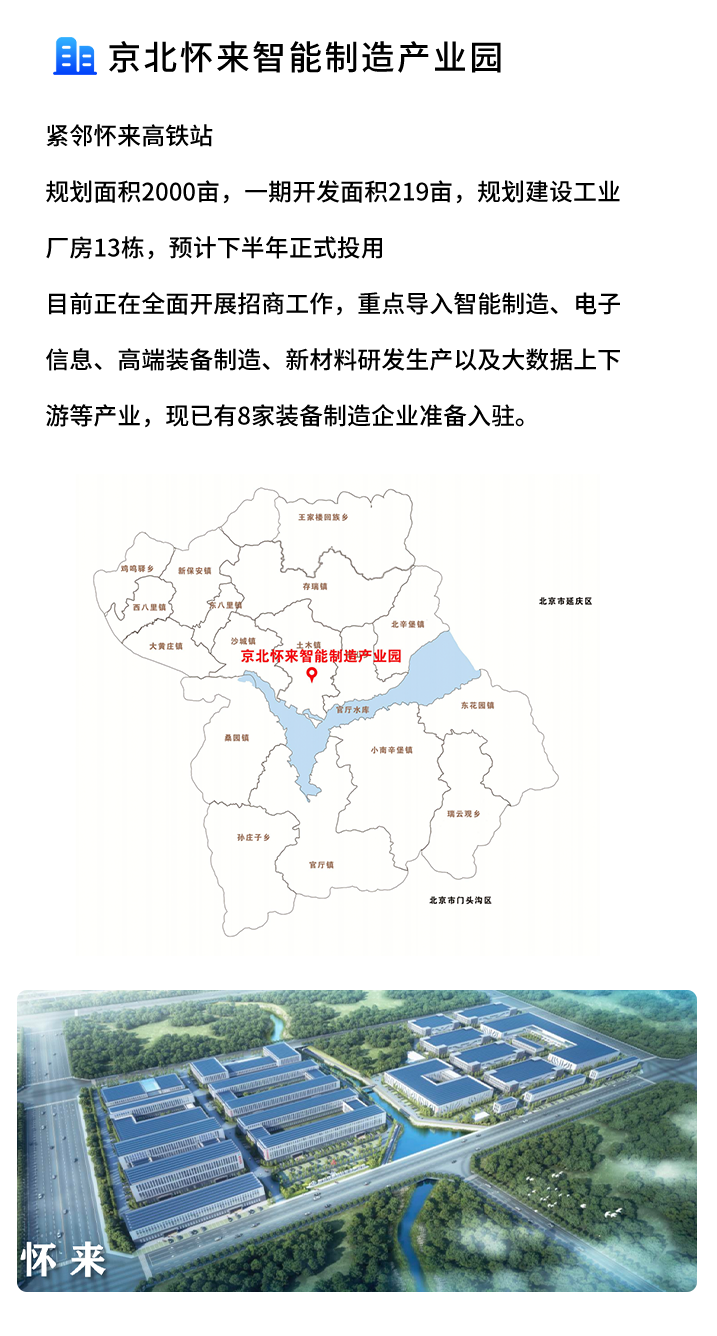 京北怀来智能制造产业园
紧邻怀来高铁站
规划面积2000亩，一期开发面积219亩，规划建设工业
厂房13栋，预计下半年正式投用
目前正在全面开展招商工作，重点导入智能制造、电子
信息、高端装备制造、新材料研发生产以及大数据上下
游等产业，现已有8家装备制造企业准备入驻。
王家楼回族乡
鸡鸣驿乡
新保安镇
存瑞镇
西八里镇
东八里镇
北京市延庆区
北辛堡镇
大黄庄镇
沙城镇
土木镇
京北怀来智能制造产业园
官厅水库
东花园镇
桑园镇
小南辛堡镇
瑞云观乡
孙庄子乡
官厅镇
北京市门头沟区
怀来